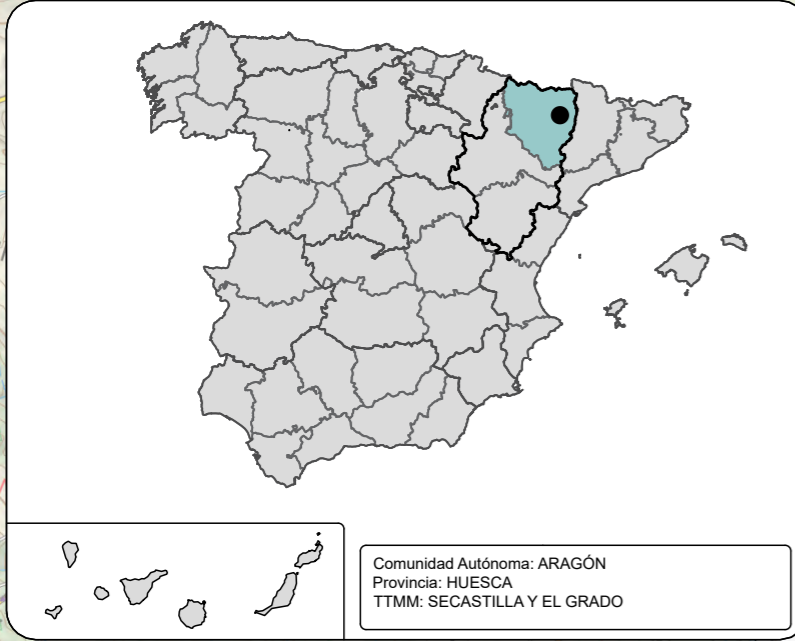 Comunidad Autónoma: ARAGÓN
Provincia: HUESCA
TTMM: SECASTILLA Y EL GRADO